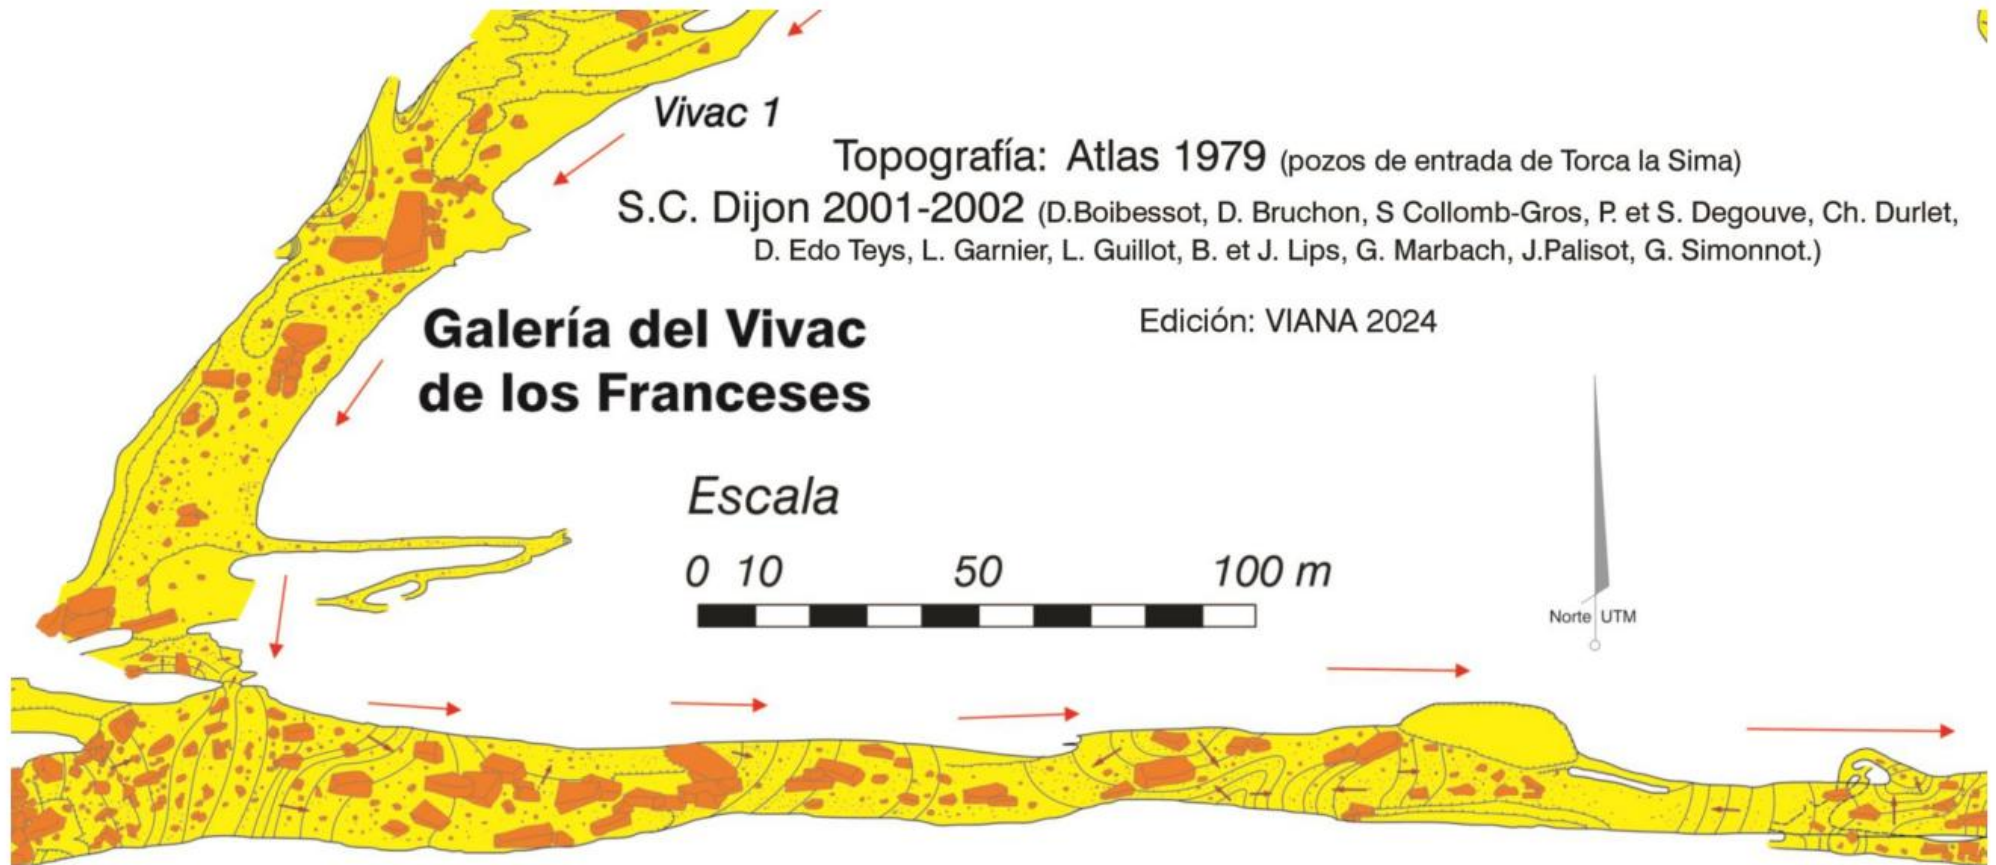 Vivac 1
Topografía: Atlas 1979 (pozos de entrada de Torca la Sima)
S.C. Dijon 2001-2002 (D.Boibessot, D. Bruchon, S Collomb-Gros, P. et S. Degouve, Ch. Durlet,
D. Edo Teys, L. Garnier, L. Guillot, B. et J. Lips, G. Marbach, J.Palisot, G. Simonnot.)
Edición: VIANA 2024
Galería del Vivac
de los Franceses
Escala
0 10 50 100 m
Norte UTM